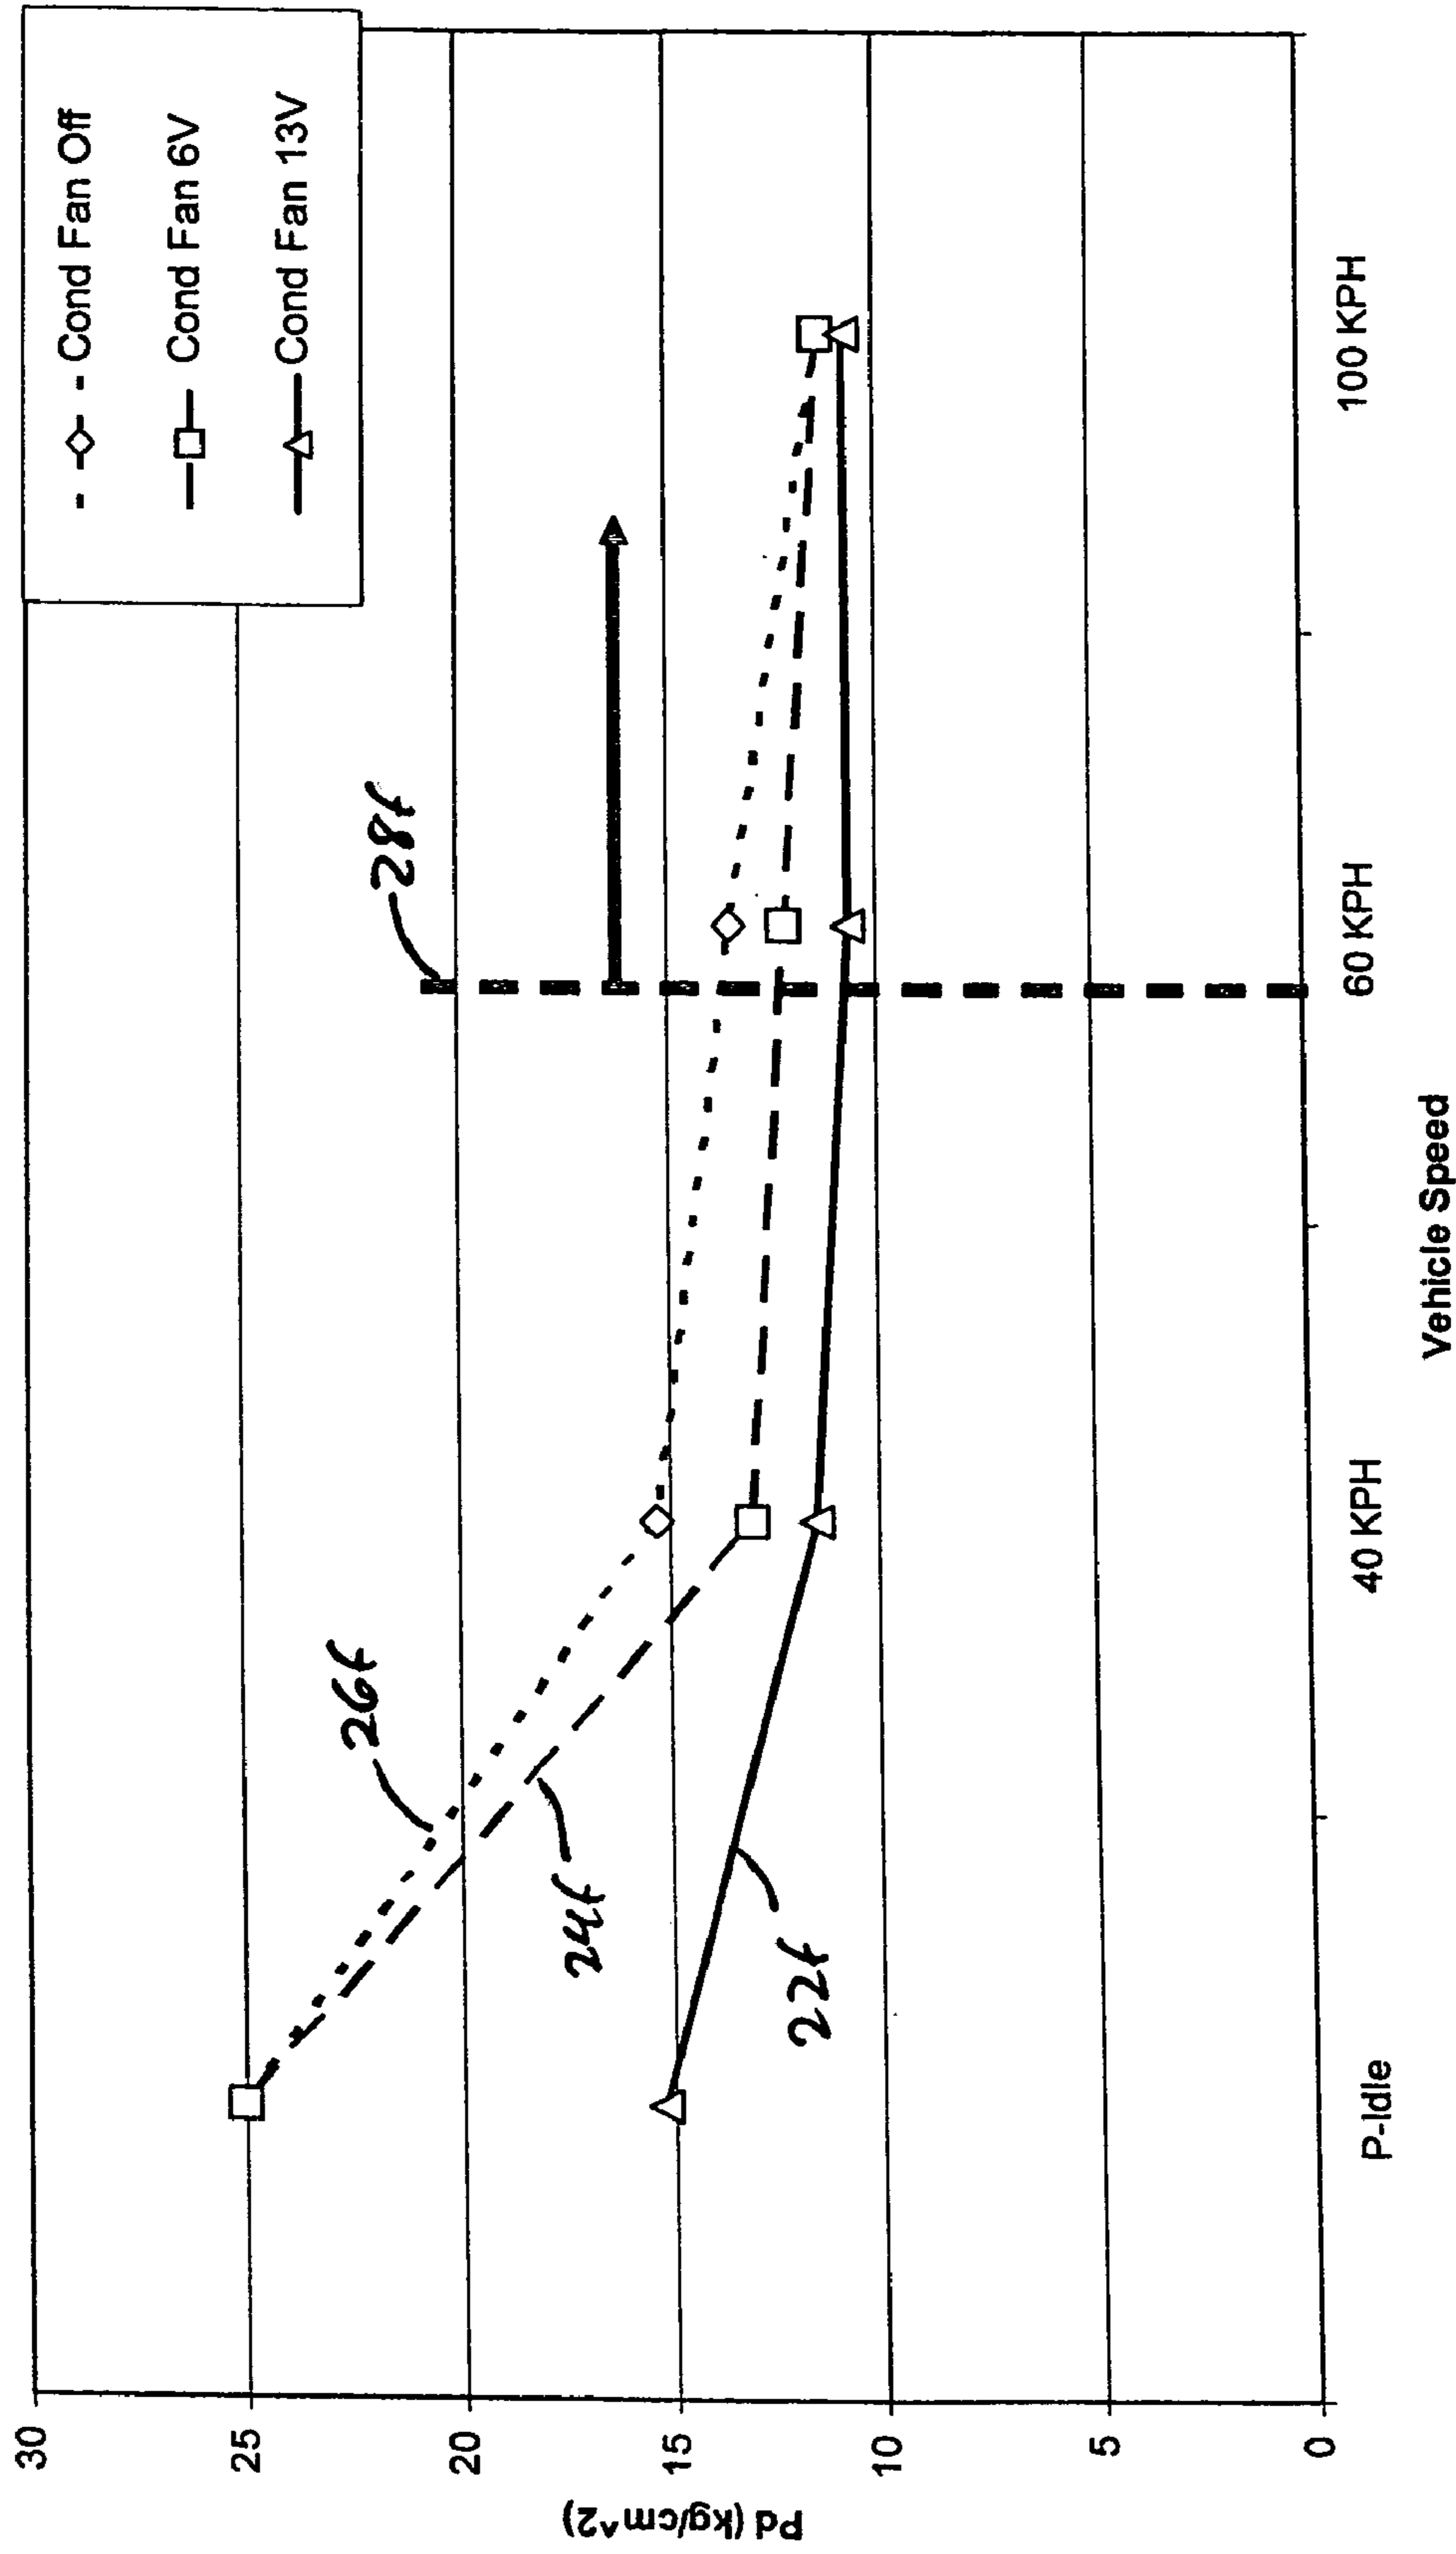 Cond Fan Off
Cond Fan 6V
Cond Fan 13V
30
25
20
15
10
5
0
Pd (kg/cm^2)
28f
26f
24f
22f
P-Idle
40 KPH
60 KPH
100 KPH
Vehicle Speed